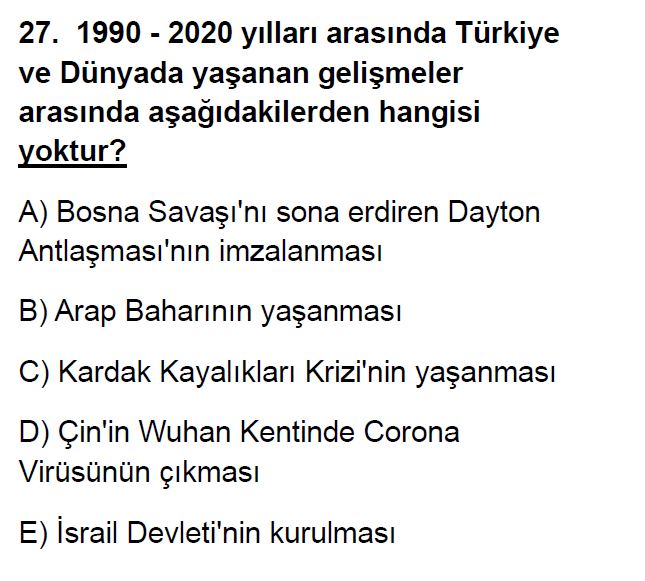 27. 1990 - 2020 yılları arasında Türkiye
ve Dünyada yaşanan gelişmeler
arasında aşağıdakilerden hangisi
yoktur?
A) Bosna Savaşı'nı sona erdiren Dayton
Antlaşması'nın imzalanması
B) Arap Baharının yaşanması
C) Kardak Kayalıkları Krizi'nin yaşanması
D) Çin'in Wuhan Kentinde Corona
Virüsünün çıkması
E) İsrail Devleti'nin kurulması